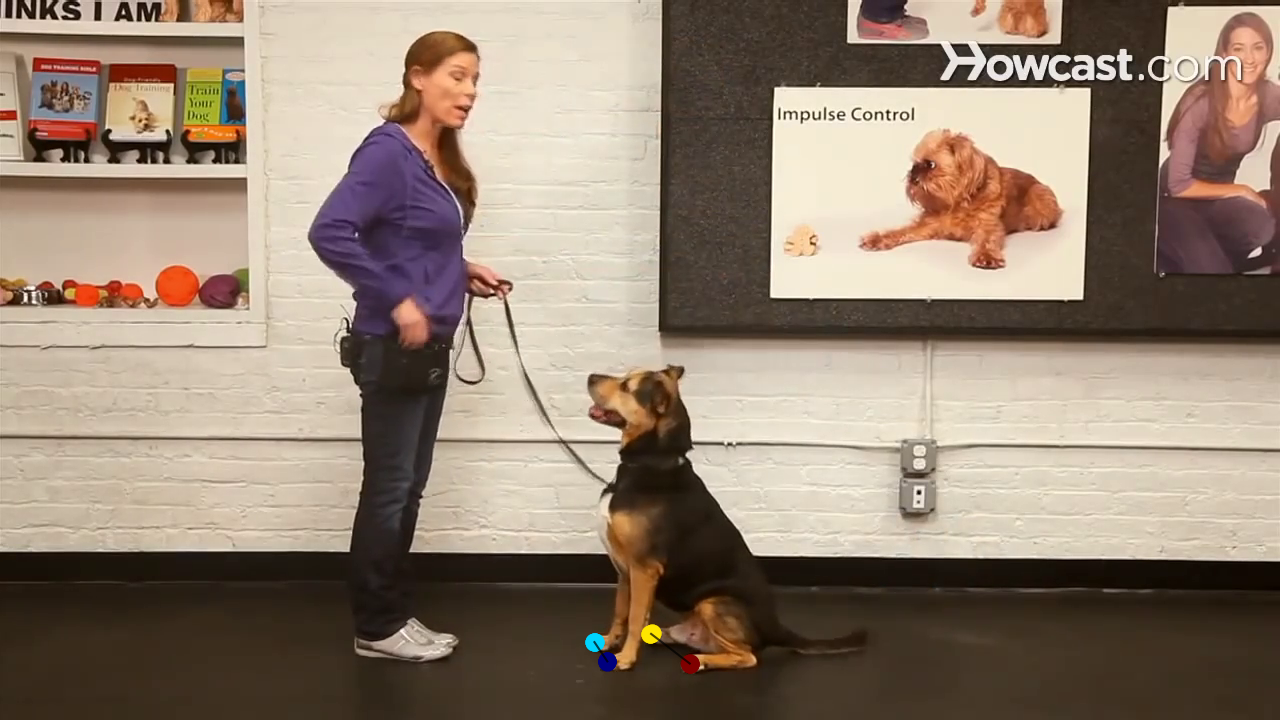 INKS I AM
DOG TRAINING BIBLE
Dog-Friendly
Dog Training
Train
Your
Dog
Howcast.com
Impulse Control